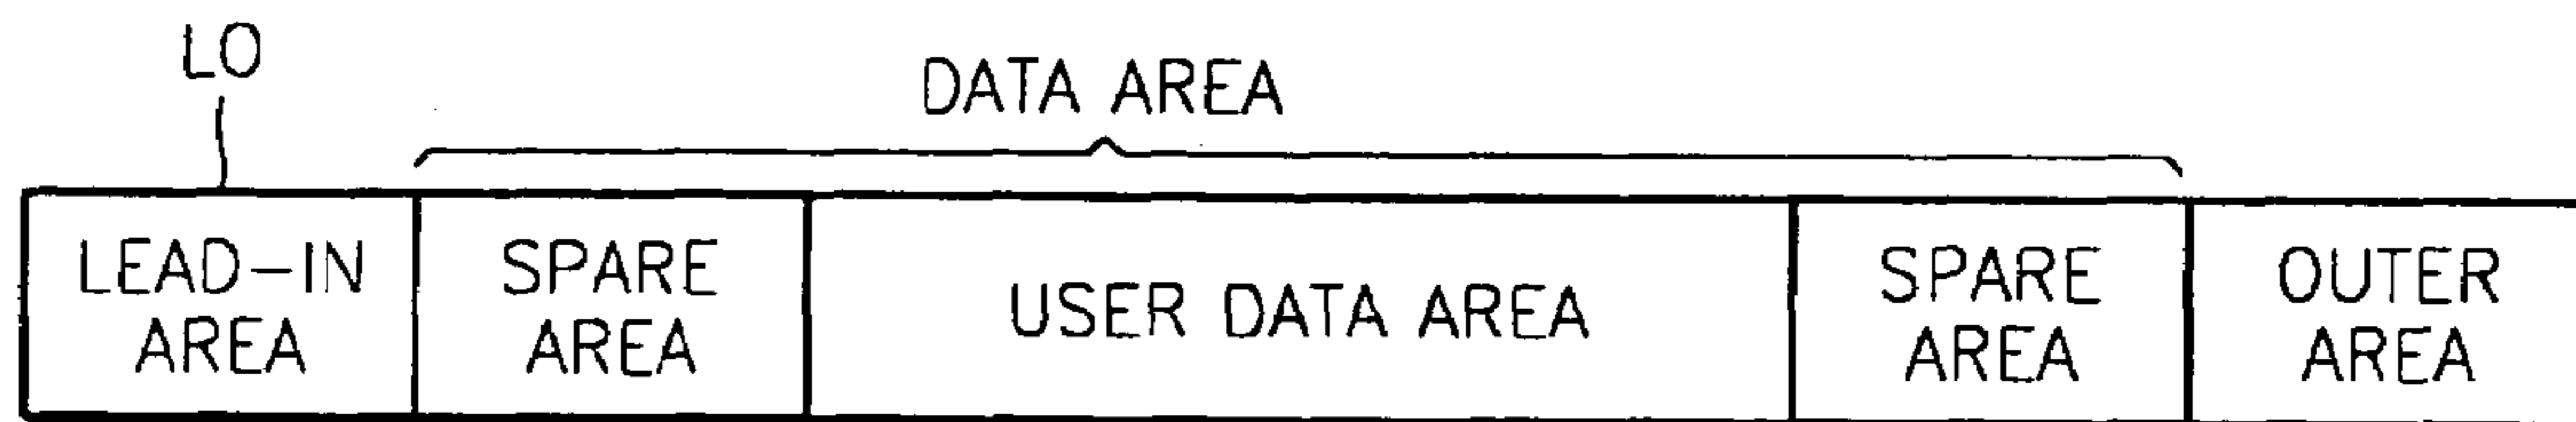 LO
DATA AREA
LEAD-IN
AREA
SPARE
AREA
USER DATA AREA
SPARE
AREA
OUTER
AREA